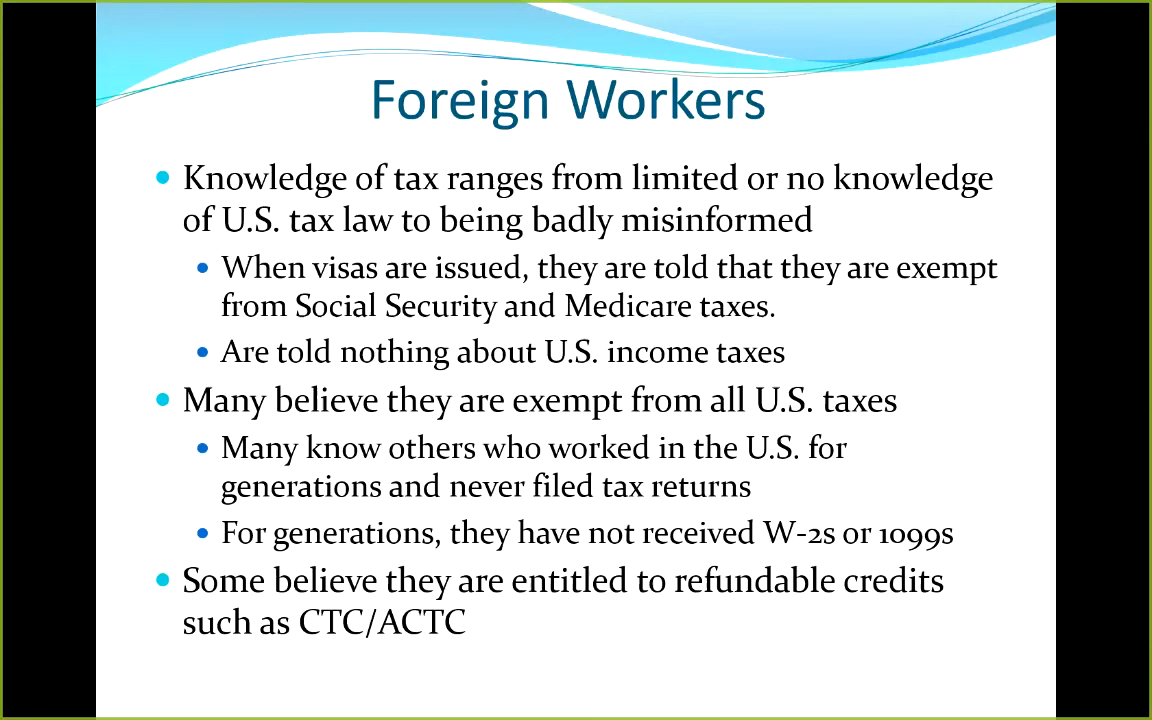 Foreign Workers
Knowledge of tax ranges from limited or no knowledge
of U.S. tax law to being badly misinformed
When visas are issued, they are told that they are exempt
from Social Security and Medicare taxes.
Are told nothing about U.S. income taxes
Many believe they are exempt from all U.S. taxes
Many know others who worked in the U.S. for
generations and never filed tax returns
For generations, they have not received W-2s or 1099s
Some believe they are entitled to refundable credits
such as CTC/ACTC